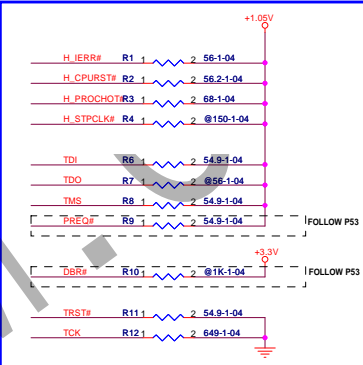 +1.05V
H_IERR# R1 1 2 56-1-04
H_CPURST# R2 1 2 56.2-1-04
H_PROCHOT# R3 1 2 68-1-04
H_STPCLK# R4 1 2 @150-1-04
TDI R6 1 2 54.9-1-04
TDO R7 1 2 @56-1-04
TMS R8 1 2 54.9-1-04
PREQ# R9 1 2 54.9-1-04 FOLLOW P53
+3.3V
DBR# R10 1 2 @1K-1-04 FOLLOW P53
TRST# R11 1 2 54.9-1-04
TCK R12 1 2 649-1-04